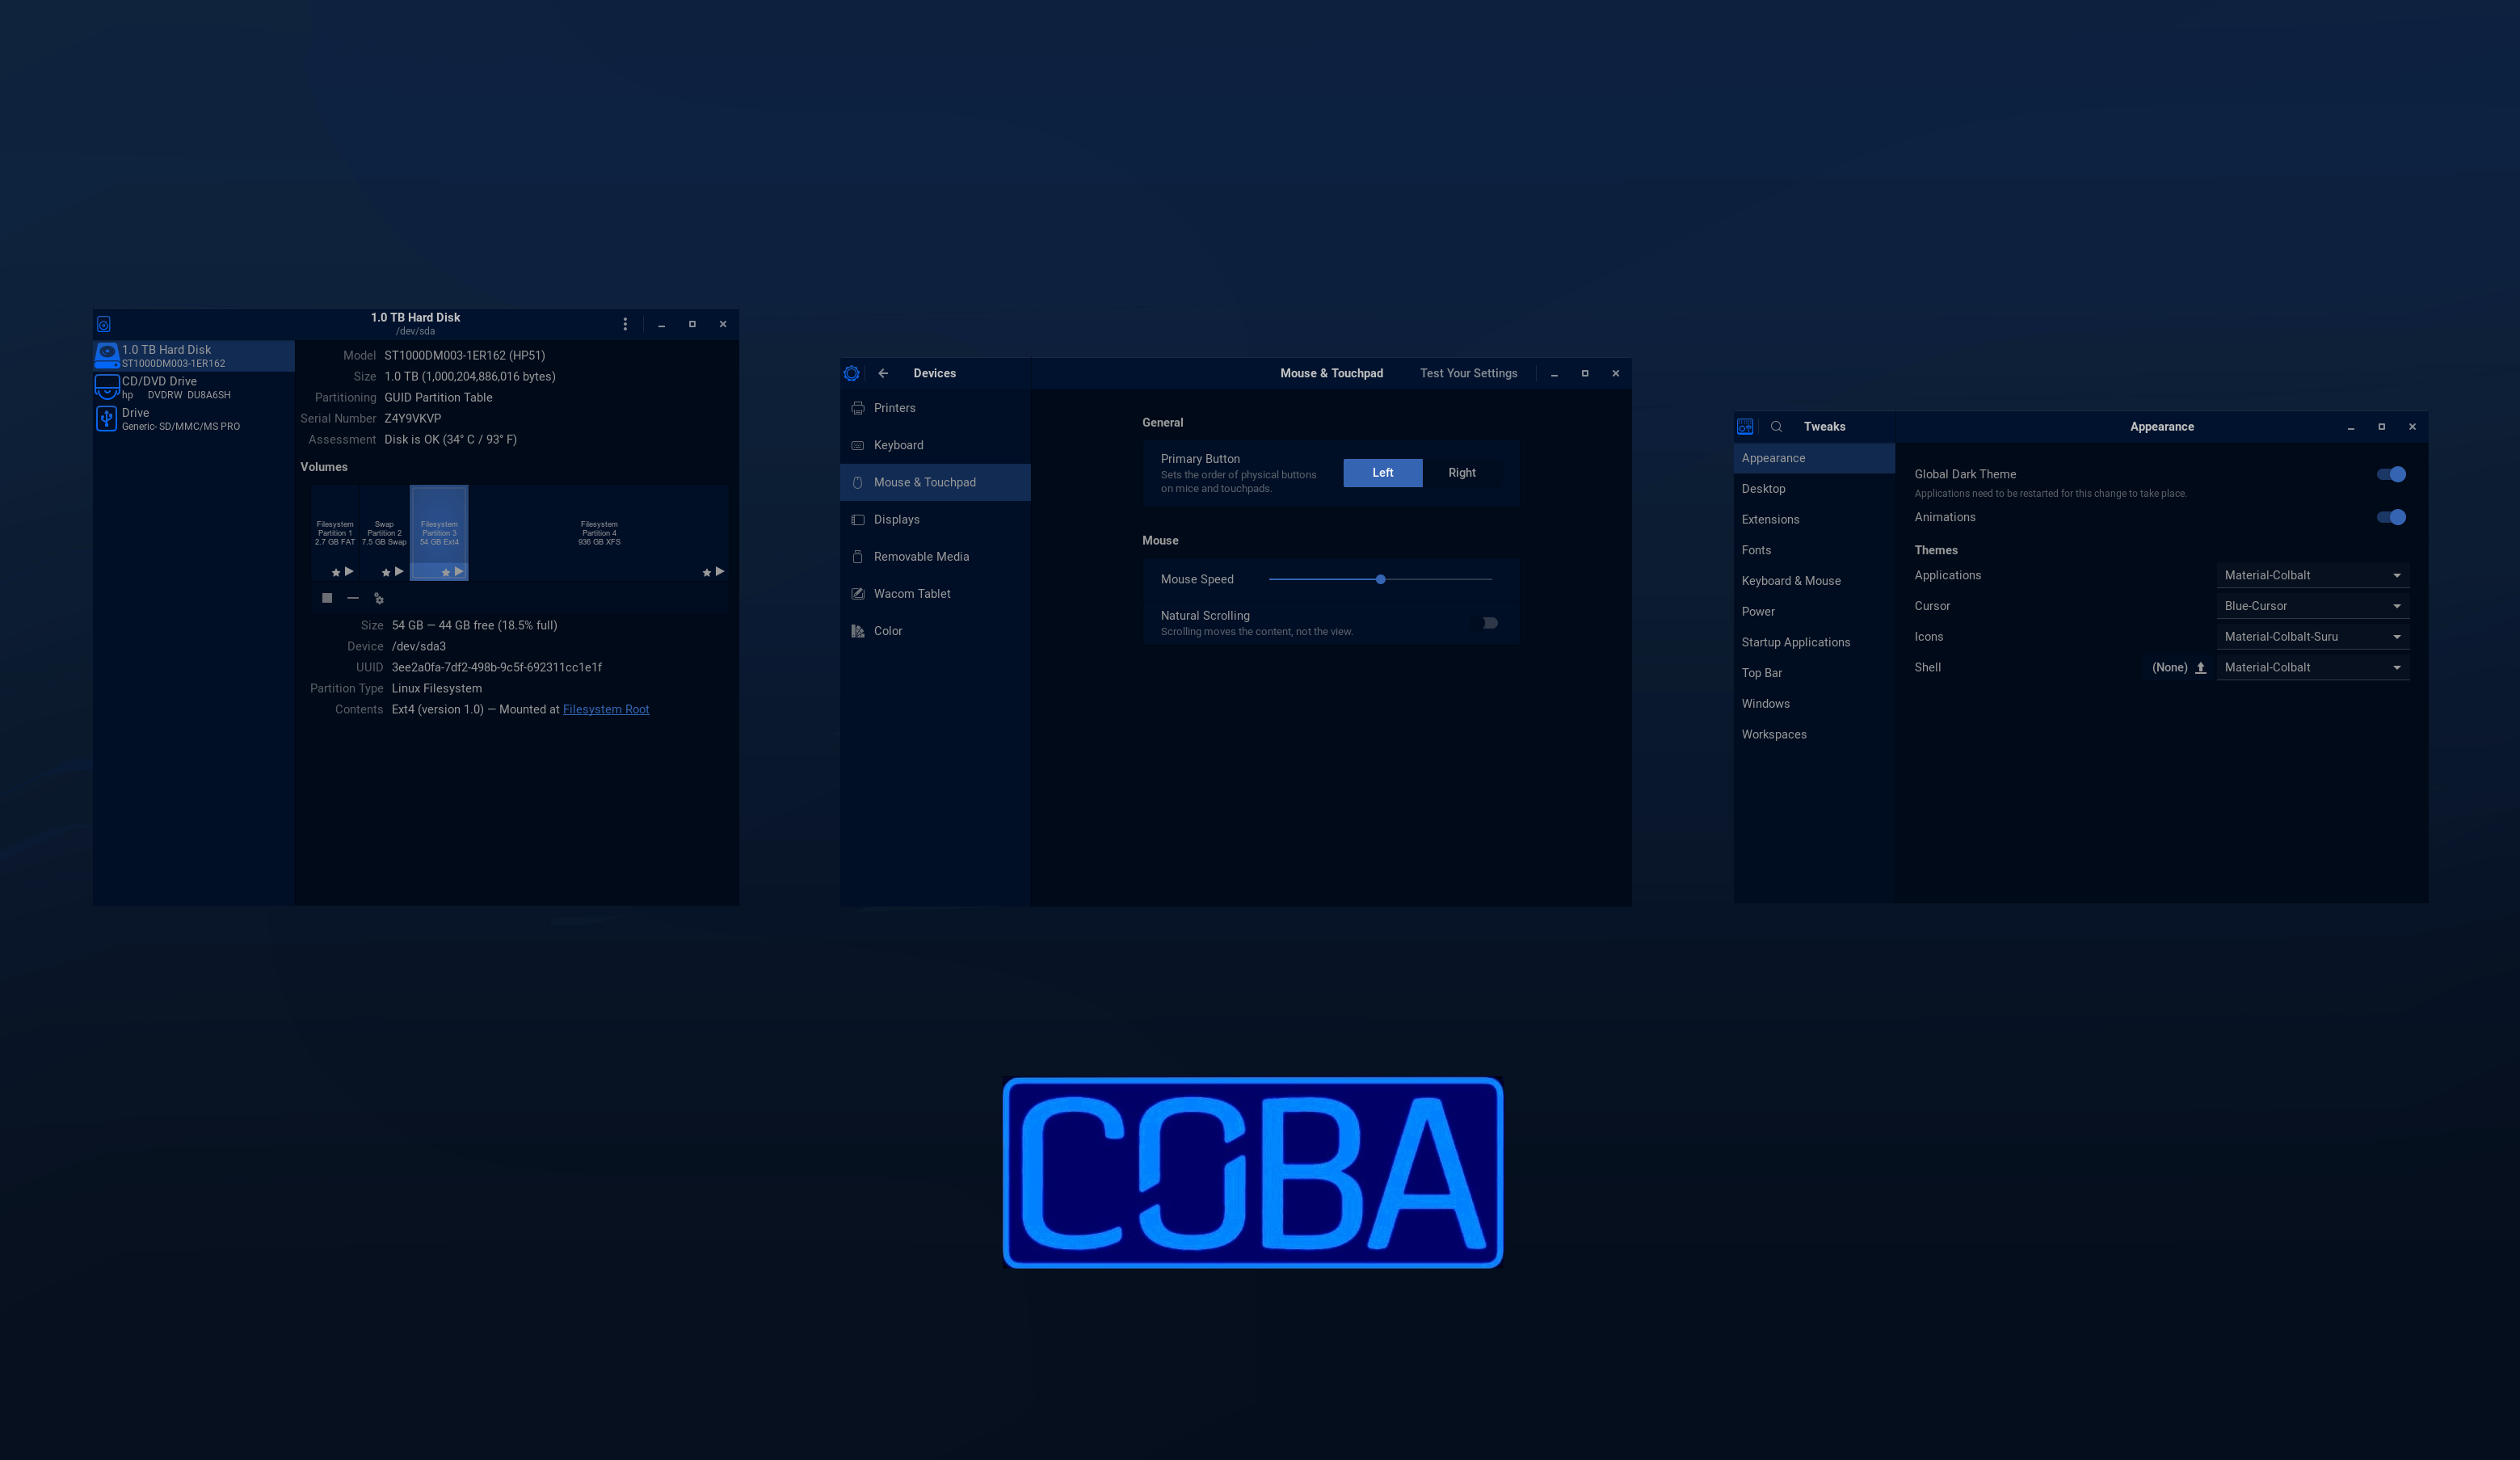 1.0 TB Hard Disk
/dev/sda
1.0 TB Hard Disk
ST1000DM003-1ER162
CD/DVD Drive
hp DVDRW DU8A6SH
Drive
Generic- SD/MMC/MS PRO
Model ST1000DM003-1ER162 (HP51)
Size 1.0 TB (1,000,204,886,016 bytes)
Partitioning GUID Partition Table
Serial Number Z4Y9VKVP
Assessment Disk is OK (34° C / 93° F)
Volumes
Filesystem
Partition 1
2.7 GB FAT
Swap
Partition 2
7.5 GB Swap
Filesystem
Partition 3
54 GB Ext4
Filesystem
Partition 4
936 GB XFS
Size 54 GB — 44 GB free (18.5% full)
Device /dev/sda3
UUID 3ee2a0fa-7df2-498b-9c5f-692311cc1e1f
Partition Type Linux Filesystem
Contents Ext4 (version 1.0) — Mounted at Filesystem Root
Devices
Mouse & Touchpad
Test Your Settings
Printers
Keyboard
Mouse & Touchpad
Displays
Removable Media
Wacom Tablet
Color
General
Primary Button
Sets the order of physical buttons
on mice and touchpads.
Left Right
Mouse
Mouse Speed
Natural Scrolling
Scrolling moves the content, not the view.
Tweaks
Appearance
Appearance
Desktop
Extensions
Fonts
Keyboard & Mouse
Power
Startup Applications
Top Bar
Windows
Workspaces
Global Dark Theme
Applications need to be restarted for this change to take place.
Animations
Themes
Applications Material-Colbalt
Cursor Blue-Cursor
Icons Material-Colbalt-Suru
Shell (None) Material-Colbalt
COBA